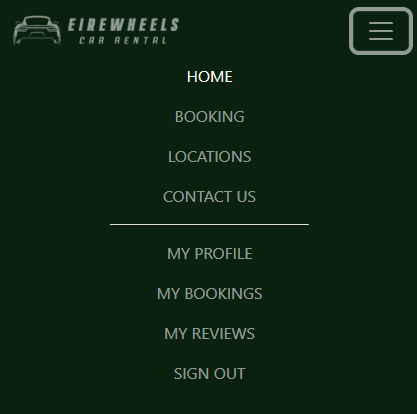 EIREWHEELS
CAR RENTAL
HOME
BOOKING
LOCATIONS
CONTACT US
MY PROFILE
MY BOOKINGS
MY REVIEWS
SIGN OUT